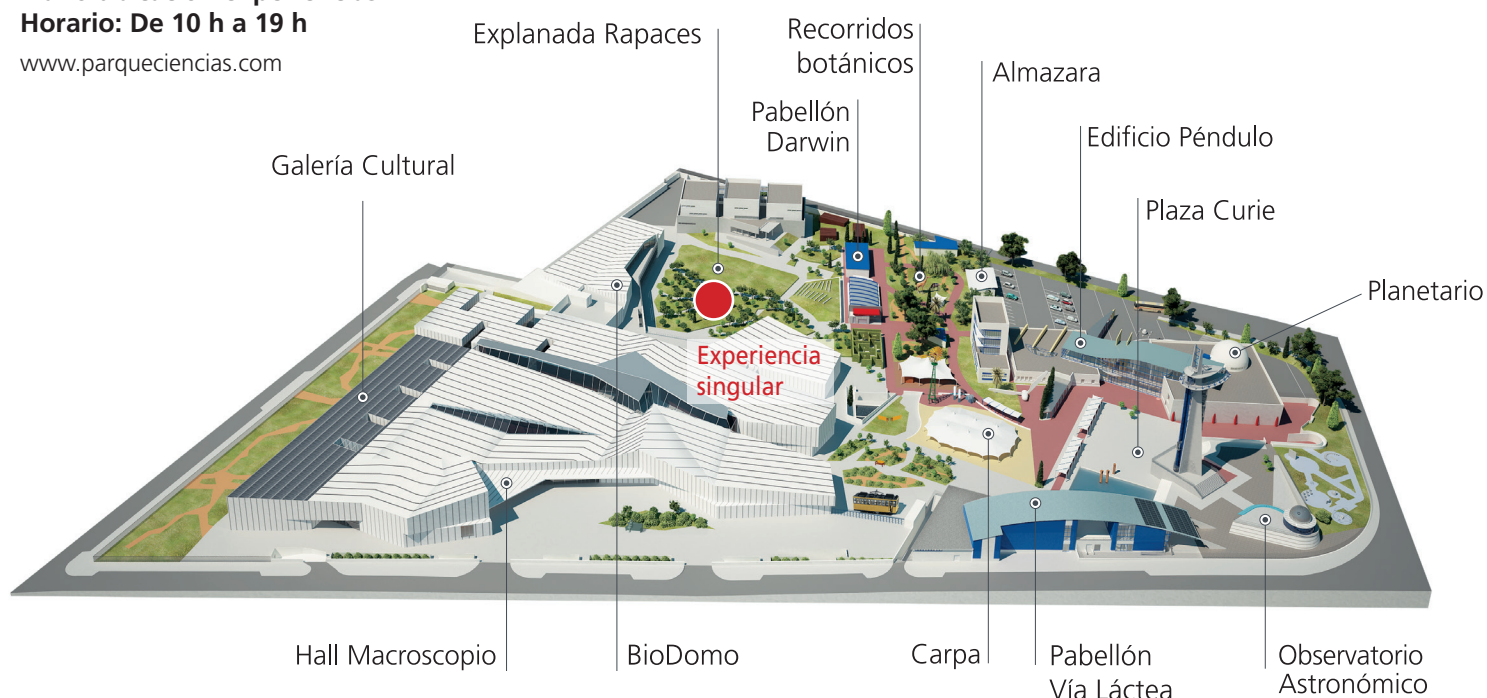 Horario: De 10 h a 19 h
www.parqueciencias.com
Explanada Rapaces
Recorridos
botánicos
Almazara
Pabellón
Darwin
Edificio Péndulo
Galería Cultural
Plaza Curie
Planetario
Experiencia
singular
Hall Macroscopio
BioDomo
Carpa
Pabellón
Vía Láctea
Observatorio
Astronómico